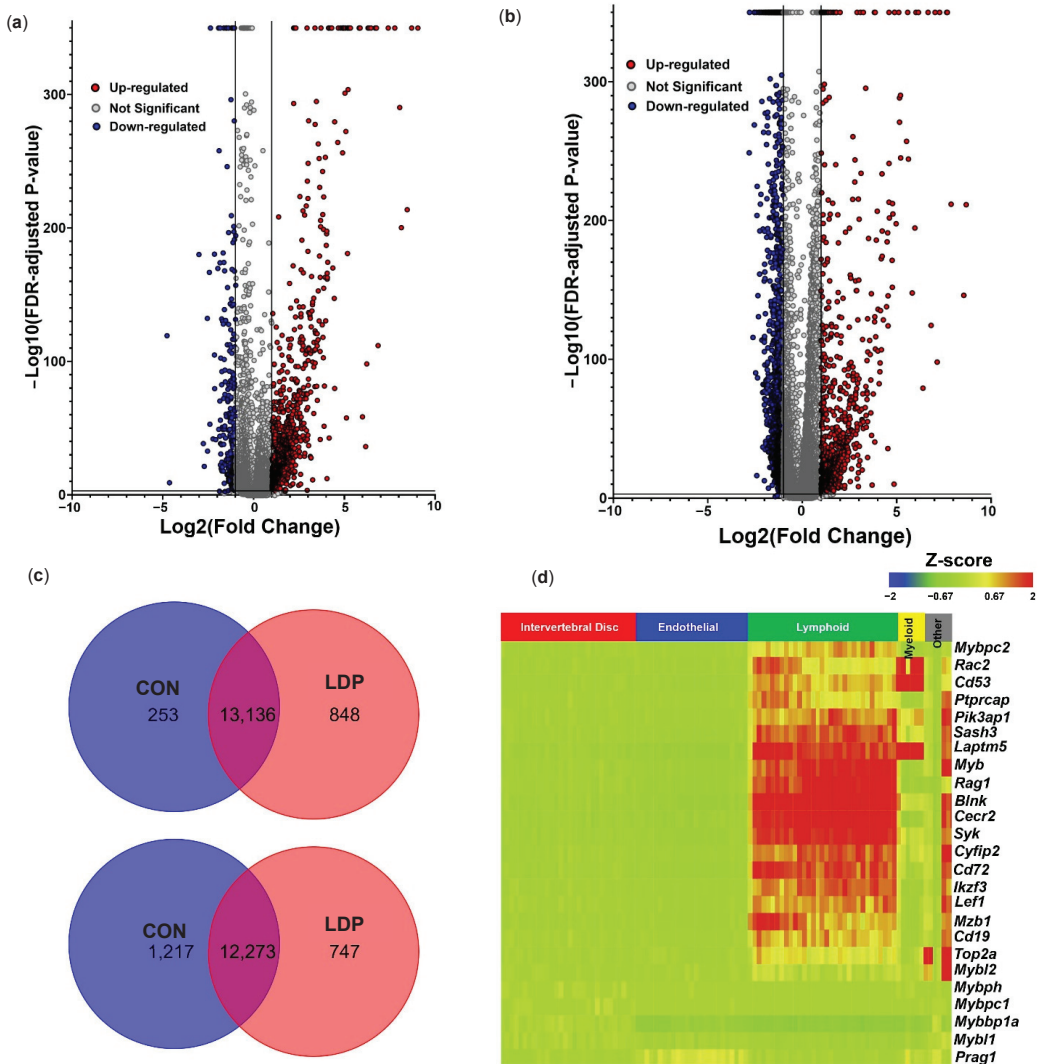 (a)
300
200
100
0
−Log10(FDR-adjusted P-value)
Up-regulated
Not Significant
Down-regulated
−10
−5
0
5
10
Log2(Fold Change)
(b)
300
200
100
0
−Log10(FDR-adjusted P-value)
Up-regulated
Not Significant
Down-regulated
−10
−5
0
5
10
Log2(Fold Change)
(c)
CON
253
13,136
LDP
848
CON
1,217
12,273
LDP
747
(d)
Z-score
−2 −0.67 0.67 2
Intervertebral Disc Endothelial Lymphoid Myeloid Other
Mybpc2
Rac2
Cd53
Ptprcap
Pik3ap1
Sash3
Laptm5
Myb
Rag1
Blnk
Cecr2
Syk
Cyfip2
Cd72
Ikzf3
Lef1
Mzb1
Cd19
Top2a
Mybl2
Mybph
Mybpc1
Mybbp1a
Mybl1
Prag1